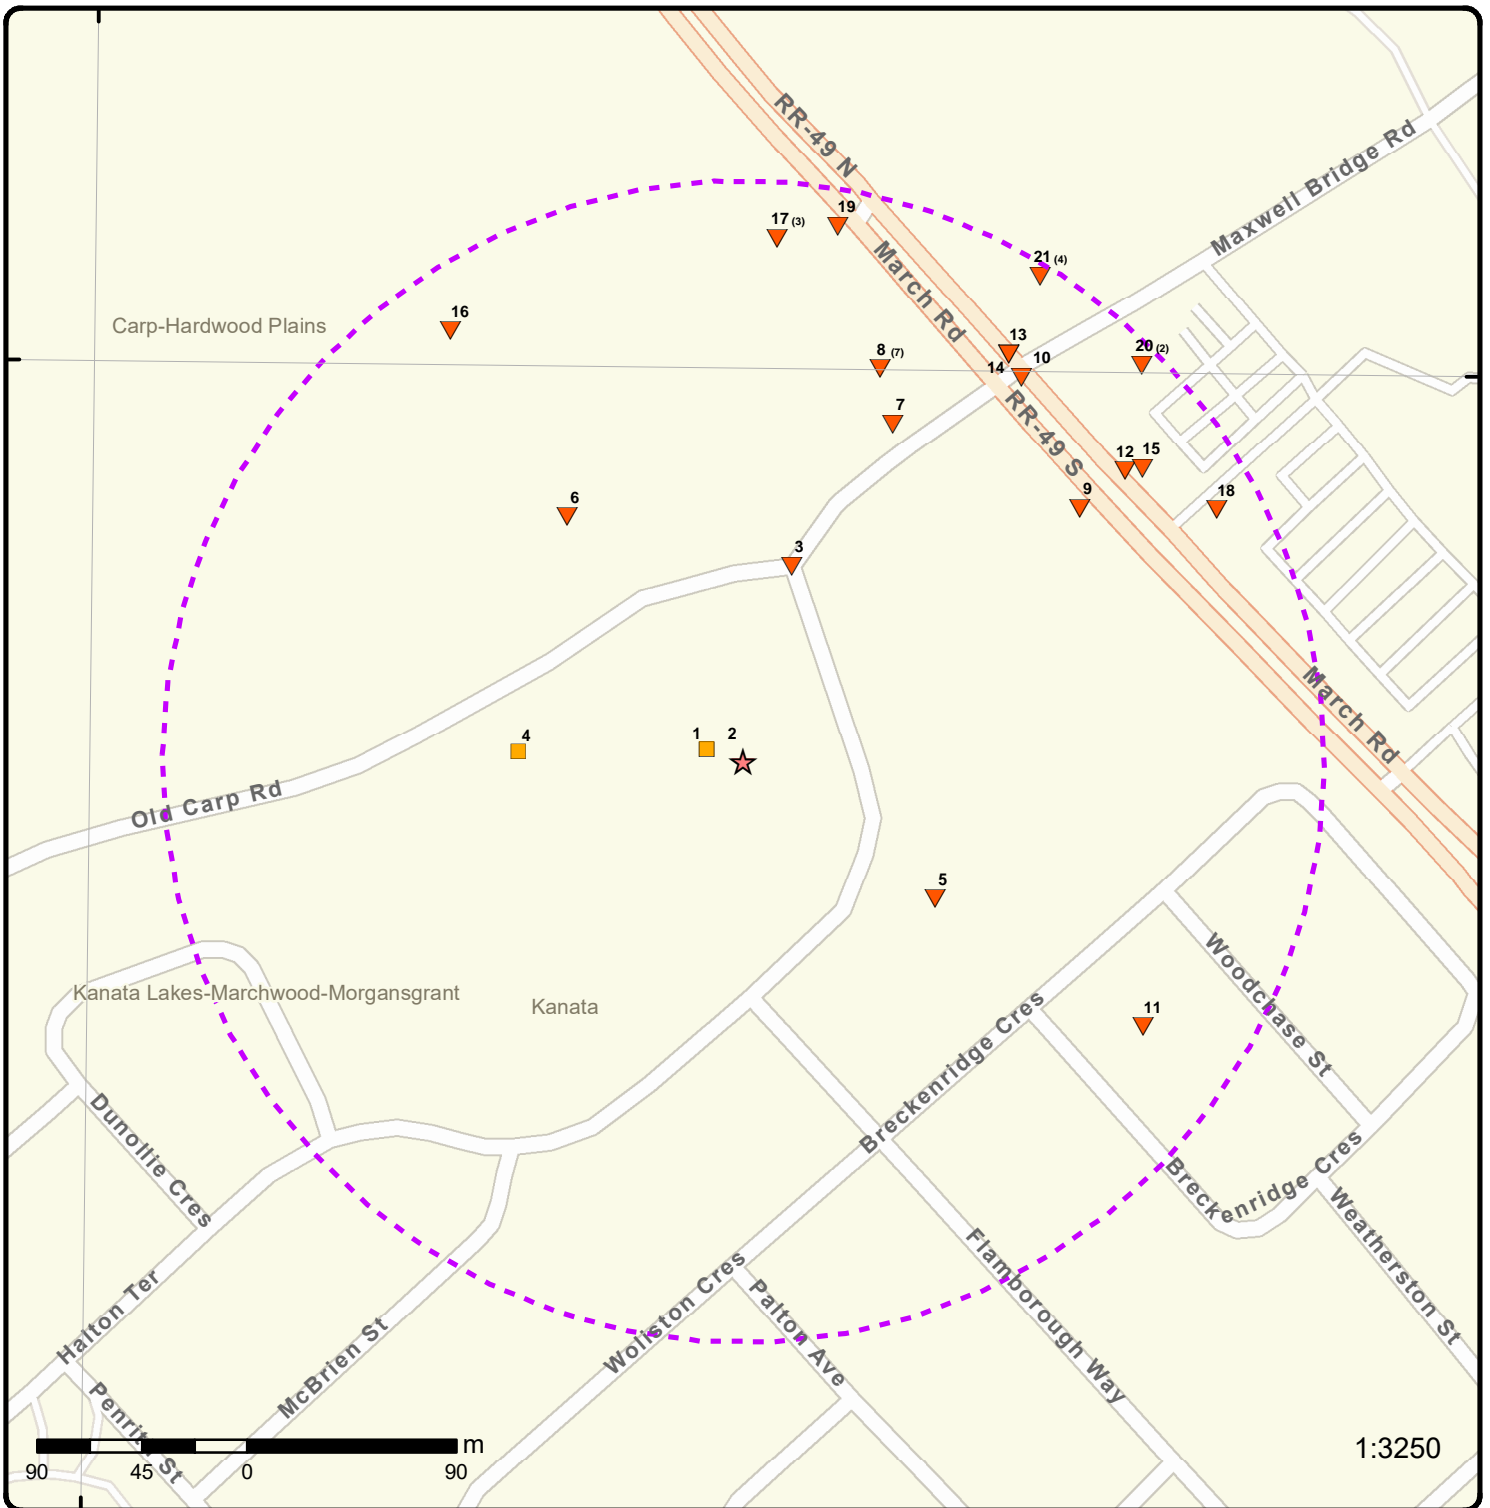 RR-49 N
Maxwell Bridge Rd
19
17 (3)
March Rd
21 (4)
16
Carp-Hardwood Plains
13
8 (7)
14
10
20 (2)
7
RR-49 S
12
15
6
9
18
3
March Rd
4
1
2
Old Carp Rd
5
Woodchase St
Kanata Lakes-Marchwood-Morgansgrant
Kanata
11
Breckenridge Cres
Dunollie Cres
Breckenridge Cres
Weatherston St
Flamborough Way
Halton Ter
McBrien St
Woliston Cres
Palton Ave
Penrith St
m
90 45 0 90
1:3250